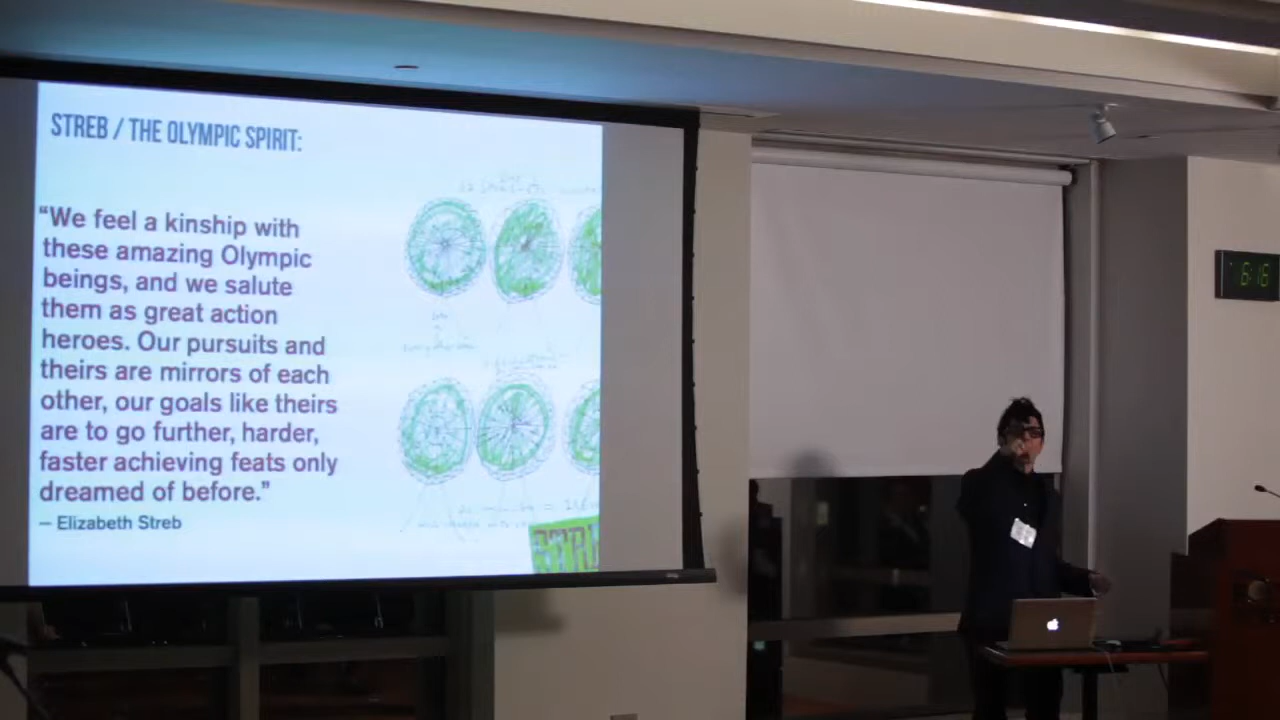 STREB / THE OLYMPIC SPIRIT:
“We feel a kinship with
these amazing Olympic
beings, and we salute
them as great action
heroes. Our pursuits and
theirs are mirrors of each
other, our goals like theirs
are to go further, harder,
faster achieving feats only
dreamed of before.”
– Elizabeth Streb
6:16